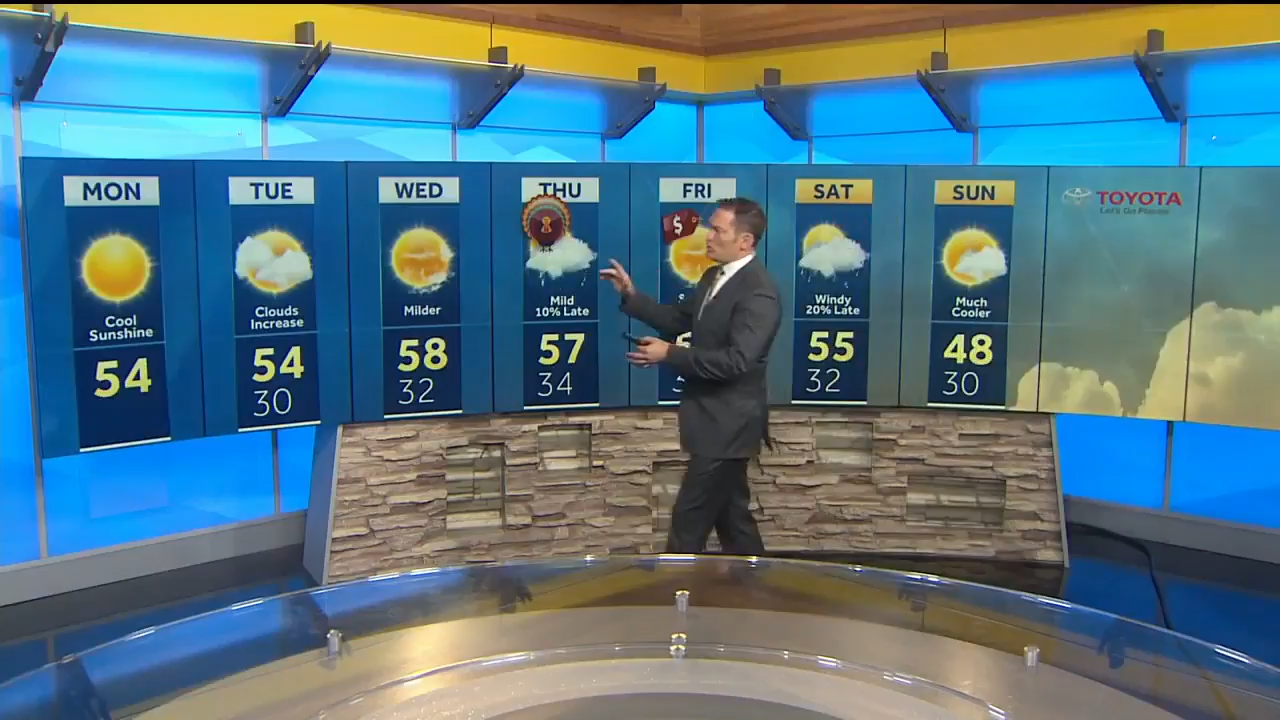 MON
Cool
Sunshine
54
TUE
Clouds
Increase
54
30
WED
Milder
58
32
THU
Mild
10% Late
57
34
FRI
$
SAT
Windy
20% Late
55
32
SUN
Much
Cooler
48
30
TOYOTA
Let's Go Places